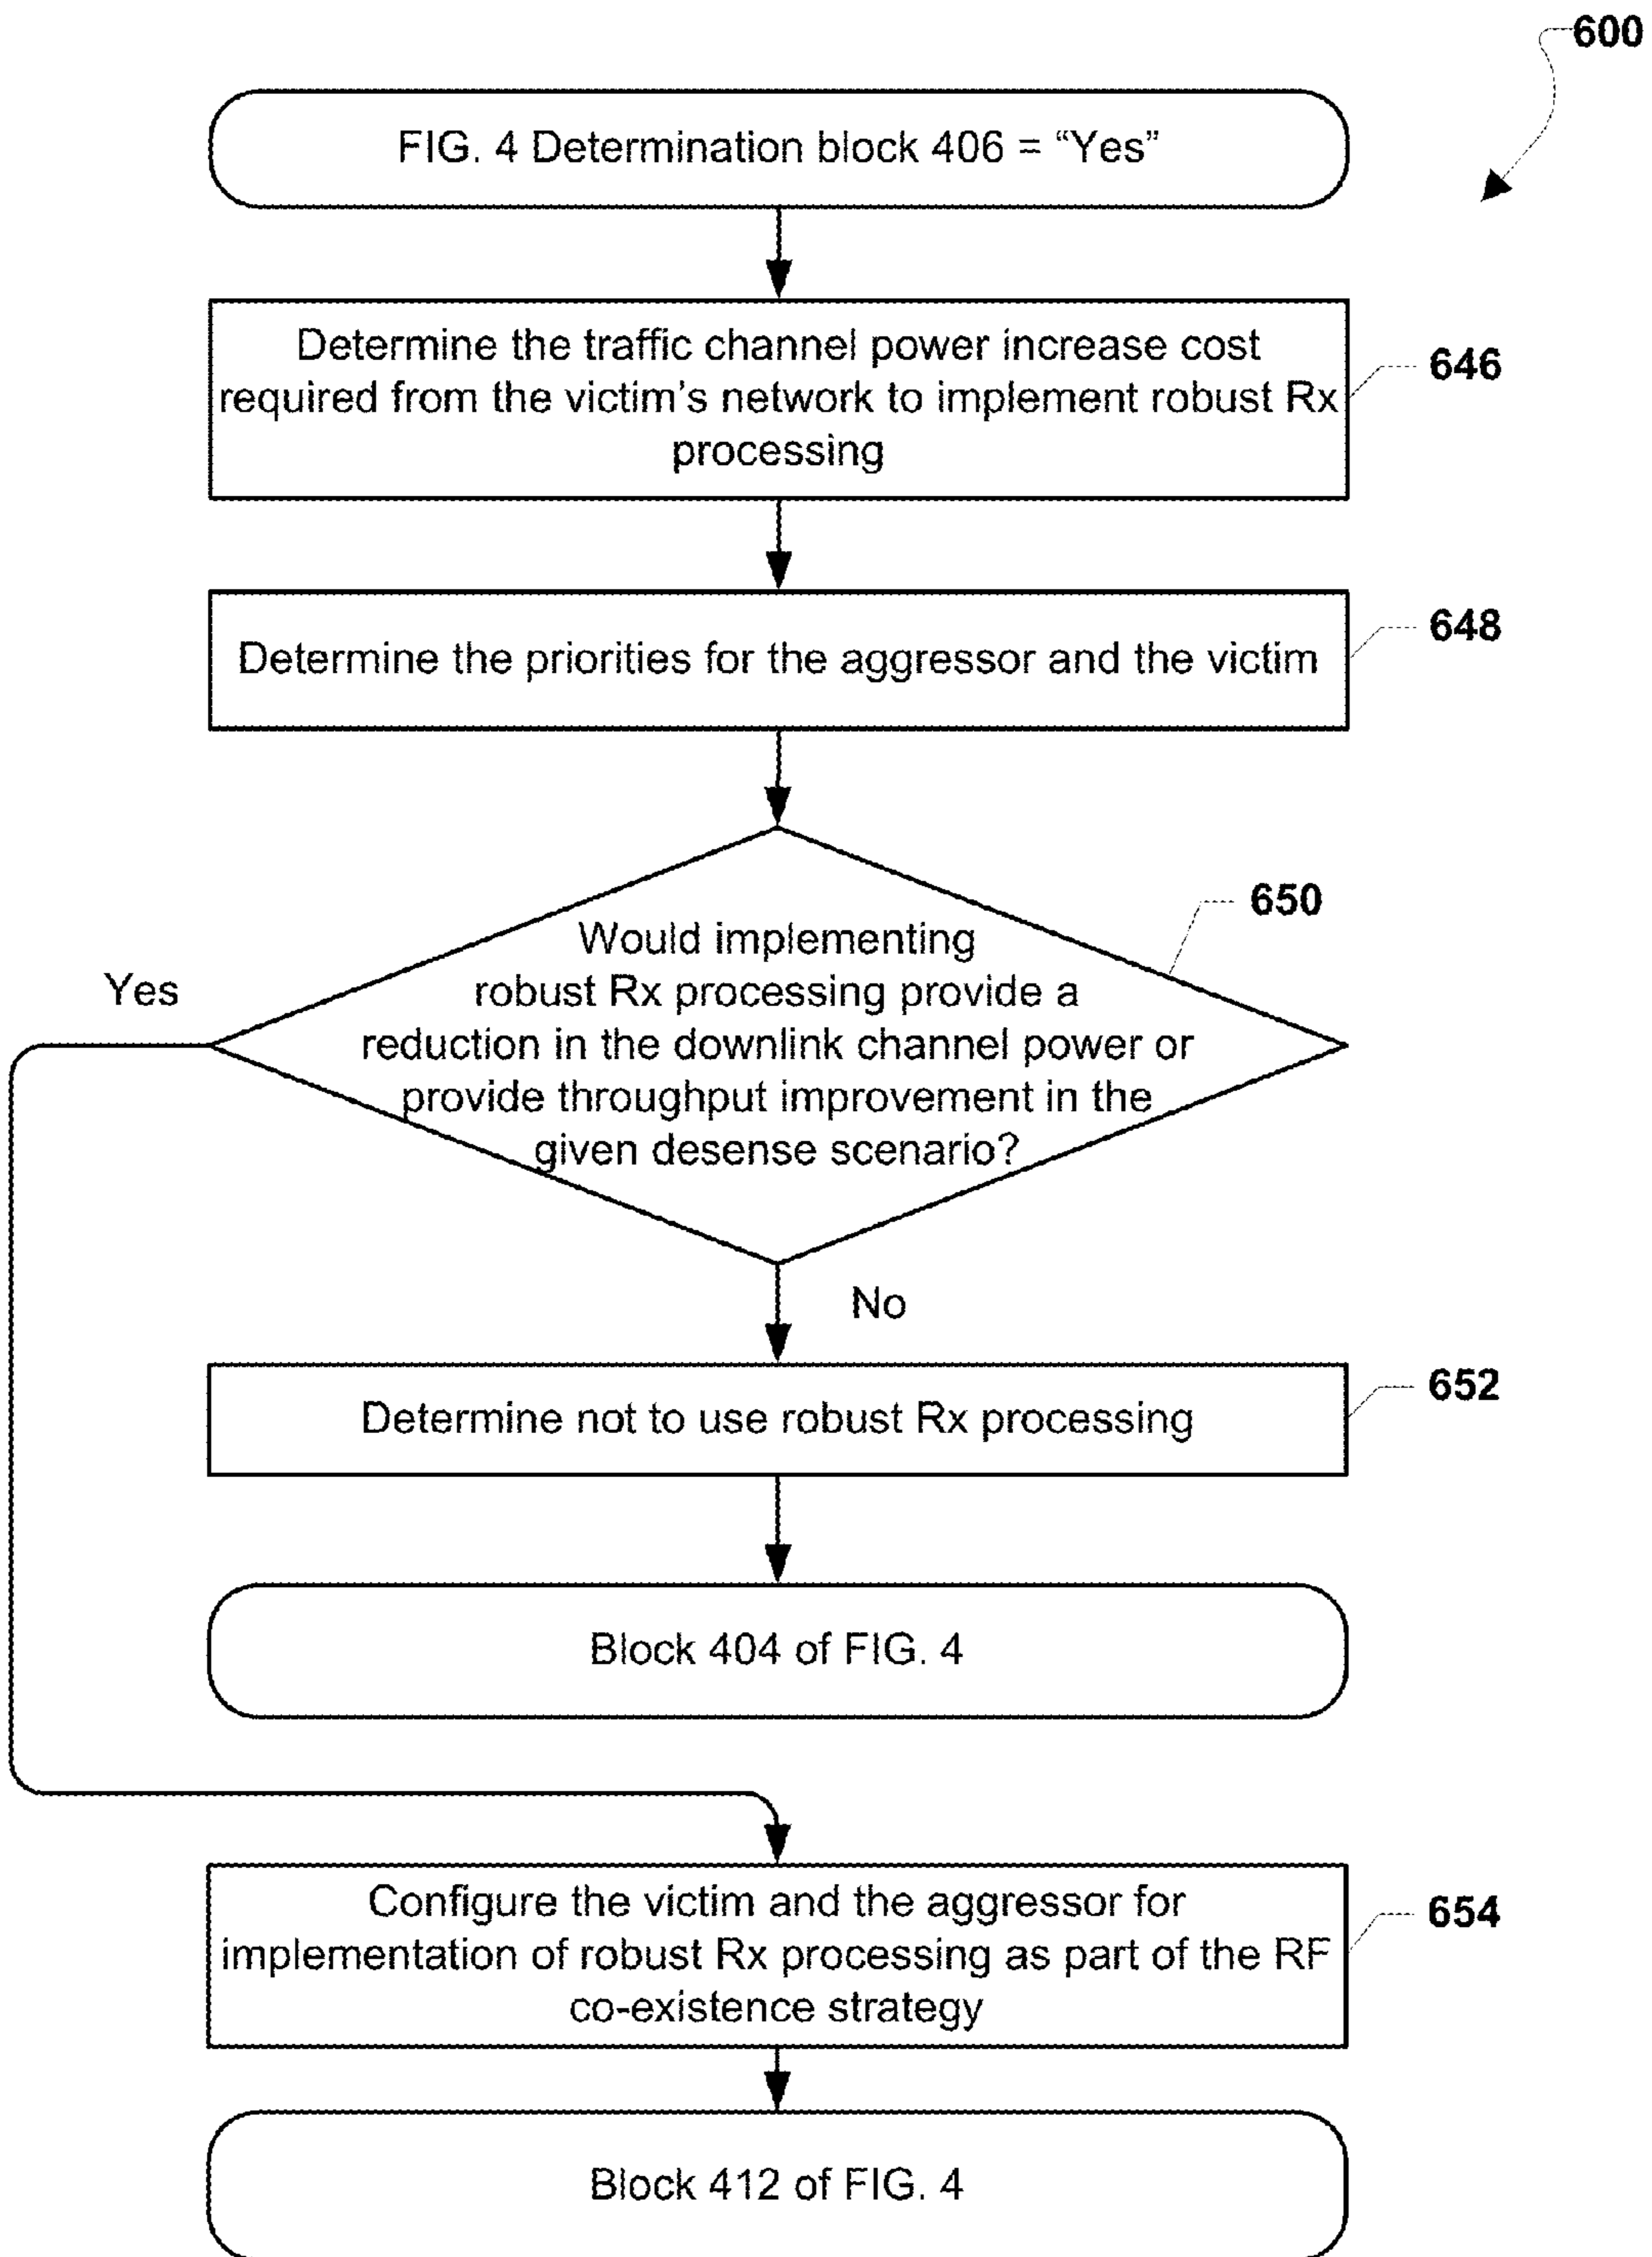 600
FIG. 4 Determination block 406 = “Yes”
Determine the traffic channel power increase cost
required from the victim’s network to implement robust Rx
processing
646
Determine the priorities for the aggressor and the victim
648
650
Would implementing
robust Rx processing provide a
reduction in the downlink channel power or
provide throughput improvement in the
given desense scenario?
Yes
No
Determine not to use robust Rx processing
652
Block 404 of FIG. 4
Configure the victim and the aggressor for
implementation of robust Rx processing as part of the RF
co-existence strategy
654
Block 412 of FIG. 4